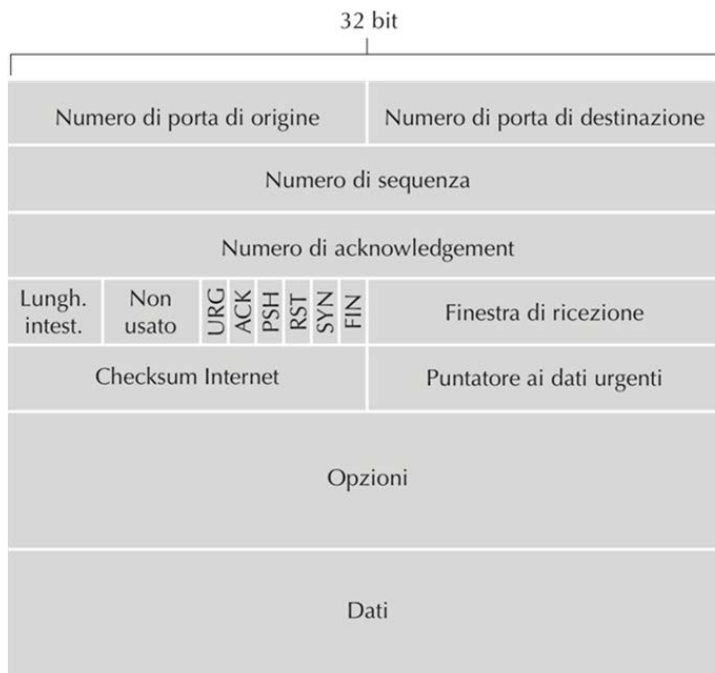 32 bit
Numero di porta di origine
Numero di porta di destinazione
Numero di sequenza
Numero di acknowledgement
Lungh.
intest.
Non
usato
URG
ACK
PSH
RST
SYN
FIN
Finestra di ricezione
Checksum Internet
Puntatore ai dati urgenti
Opzioni
Dati